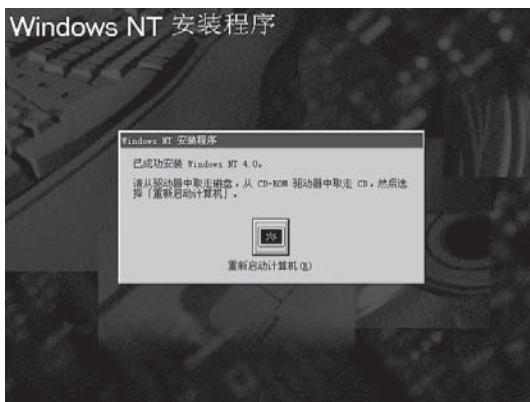 Windows NT 安装程序
Windows NT 安装程序
已成功安装 Windows NT 4.0。
请从驱动器中取走磁盘，从 CD-ROM 驱动器中取走 CD，然后选
择「重新启动计算机」。
重新启动计算机(R)